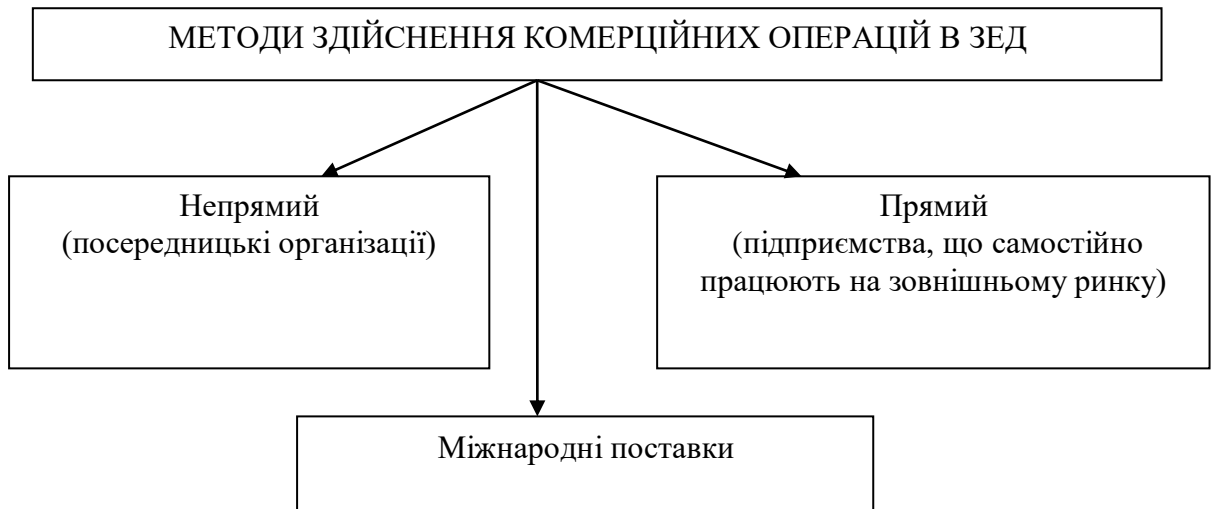 МЕТОДИ ЗДІЙСНЕННЯ КОМЕРЦІЙНИХ ОПЕРАЦІЙ В ЗЕД
Непрямий
(посередницькі організації)
Прямий
(підприємства, що самостійно
працюють на зовнішньому ринку)
Міжнародні поставки